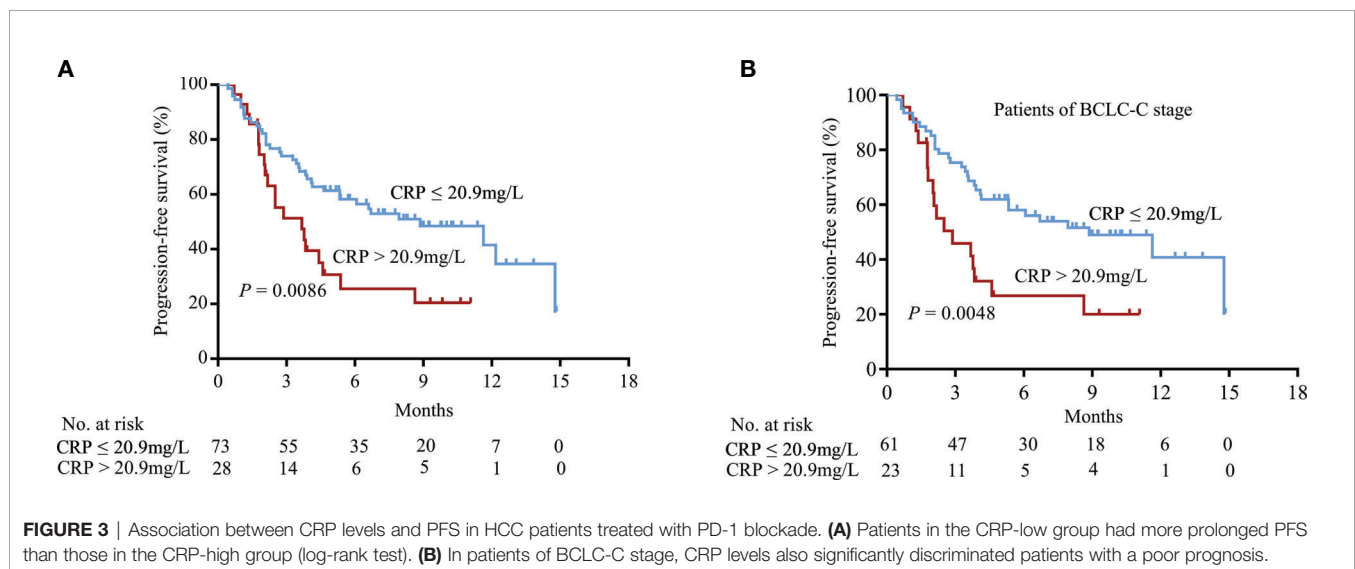 A
Progression-free survival (%)
100
80
60
40
20
0
CRP ≤ 20.9mg/L
CRP > 20.9mg/L
P = 0.0086
0 3 6 9 12 15 18
Months
No. at risk
CRP ≤ 20.9mg/L 73 55 35 20 7 0
CRP > 20.9mg/L 28 14 6 5 1 0
B
Progression-free survival (%)
100
80
60
40
20
0
Patients of BCLC-C stage
CRP ≤ 20.9mg/L
CRP > 20.9mg/L
P = 0.0048
0 3 6 9 12 15 18
Months
No. at risk
CRP ≤ 20.9mg/L 61 47 30 18 6 0
CRP > 20.9mg/L 23 11 5 4 1 0
FIGURE 3 | Association between CRP levels and PFS in HCC patients treated with PD-1 blockade. (A) Patients in the CRP-low group had more prolonged PFS
than those in the CRP-high group (log-rank test). (B) In patients of BCLC-C stage, CRP levels also significantly discriminated patients with a poor prognosis.